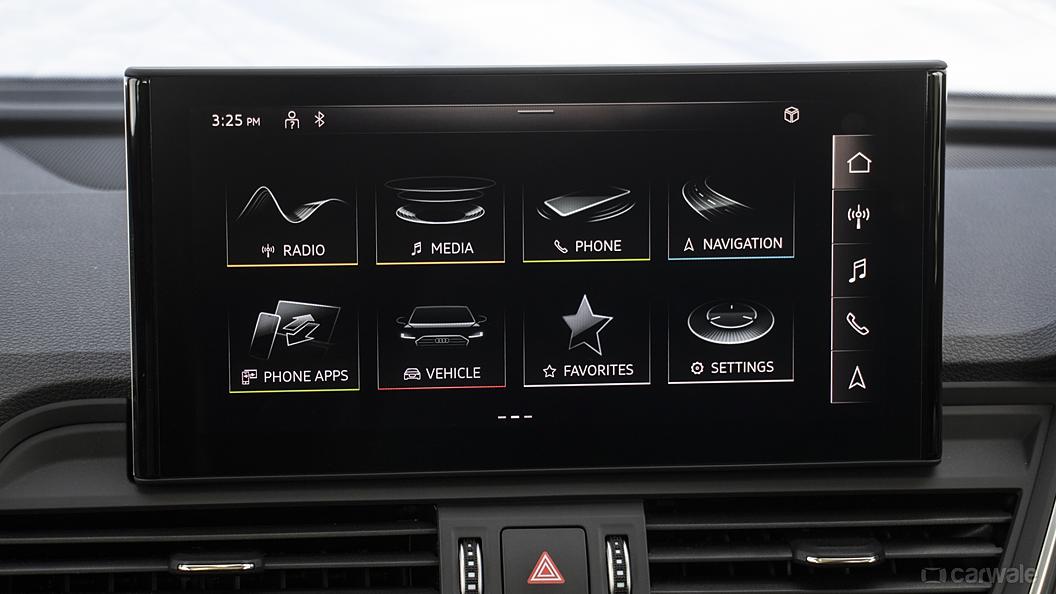 3:25 PM
RADIO MEDIA PHONE NAVIGATION
PHONE APPS VEHICLE FAVORITES SETTINGS
carwale